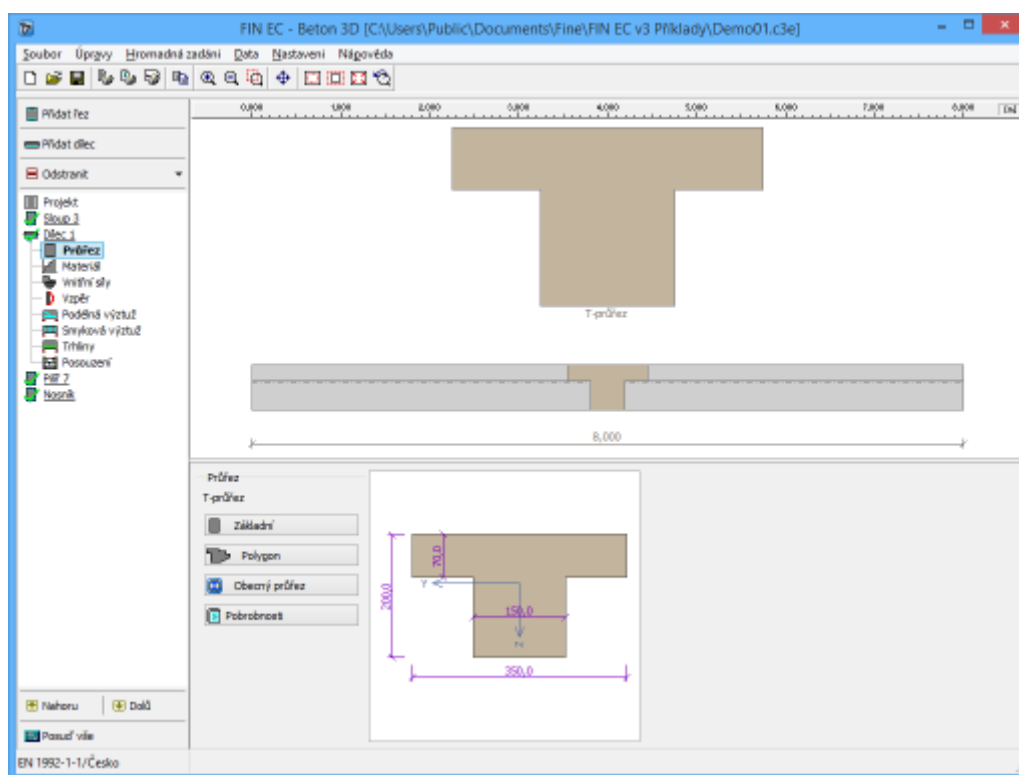 FIN EC - Beton 3D [C:\Users\Public\Documents\Fine\FIN EC v3 Příklady\Demo01.c3e]
Soubor Úpravy Hromadná zadání Data Nastavení Nápověda
Přidat řez
0,000 1,000 2,000 3,000 4,000 5,000 6,000 7,000 8,000 [m]
Přidat dílec
Odstranit
Projekt
Sloup 3
Dílec 1
Průřez
Materiál
Vnitřní síly
Vzpěr
Podélná výztuž
Smyková výztuž
Trhliny
Posouzení
Pilíř 7
Nosník
T-průřez
8,000
Průřez
T-průřez
Základní
Polygon
Obecný průřez
Pobrobnosti
70,0
200,0
Y
150,0
Z
350,0
Nahoru Dolů
Posuď vše
EN 1992-1-1/Česko